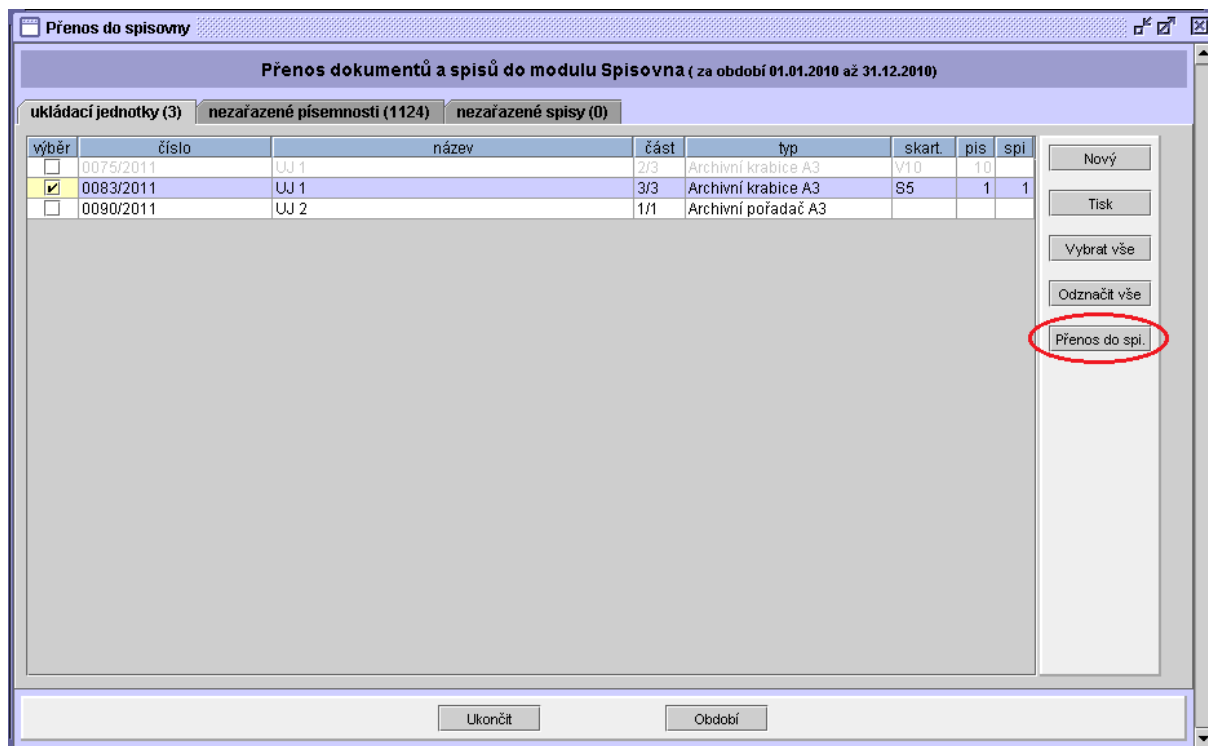 Přenos do spisovny
Přenos dokumentů a spisů do modulu Spisovna ( za období 01.01.2010 až 31.12.2010)
ukládací jednotky (3) nezařazené písemnosti (1124) nezařazené spisy (0)
výběr číslo název část typ skart. pis spi
0075/2011 UJ 1 2/3 Archivní krabice A3 V10 10
0083/2011 UJ 1 3/3 Archivní krabice A3 S5 1 1
0090/2011 UJ 2 1/1 Archivní pořadač A3
Nový
Tisk
Vybrat vše
Odznačit vše
Přenos do spi.
Ukončit Období